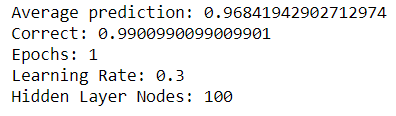 Average prediction: 0.96841942902712974
Correct: 0.9900990099009901
Epochs: 1
Learning Rate: 0.3
Hidden Layer Nodes: 100